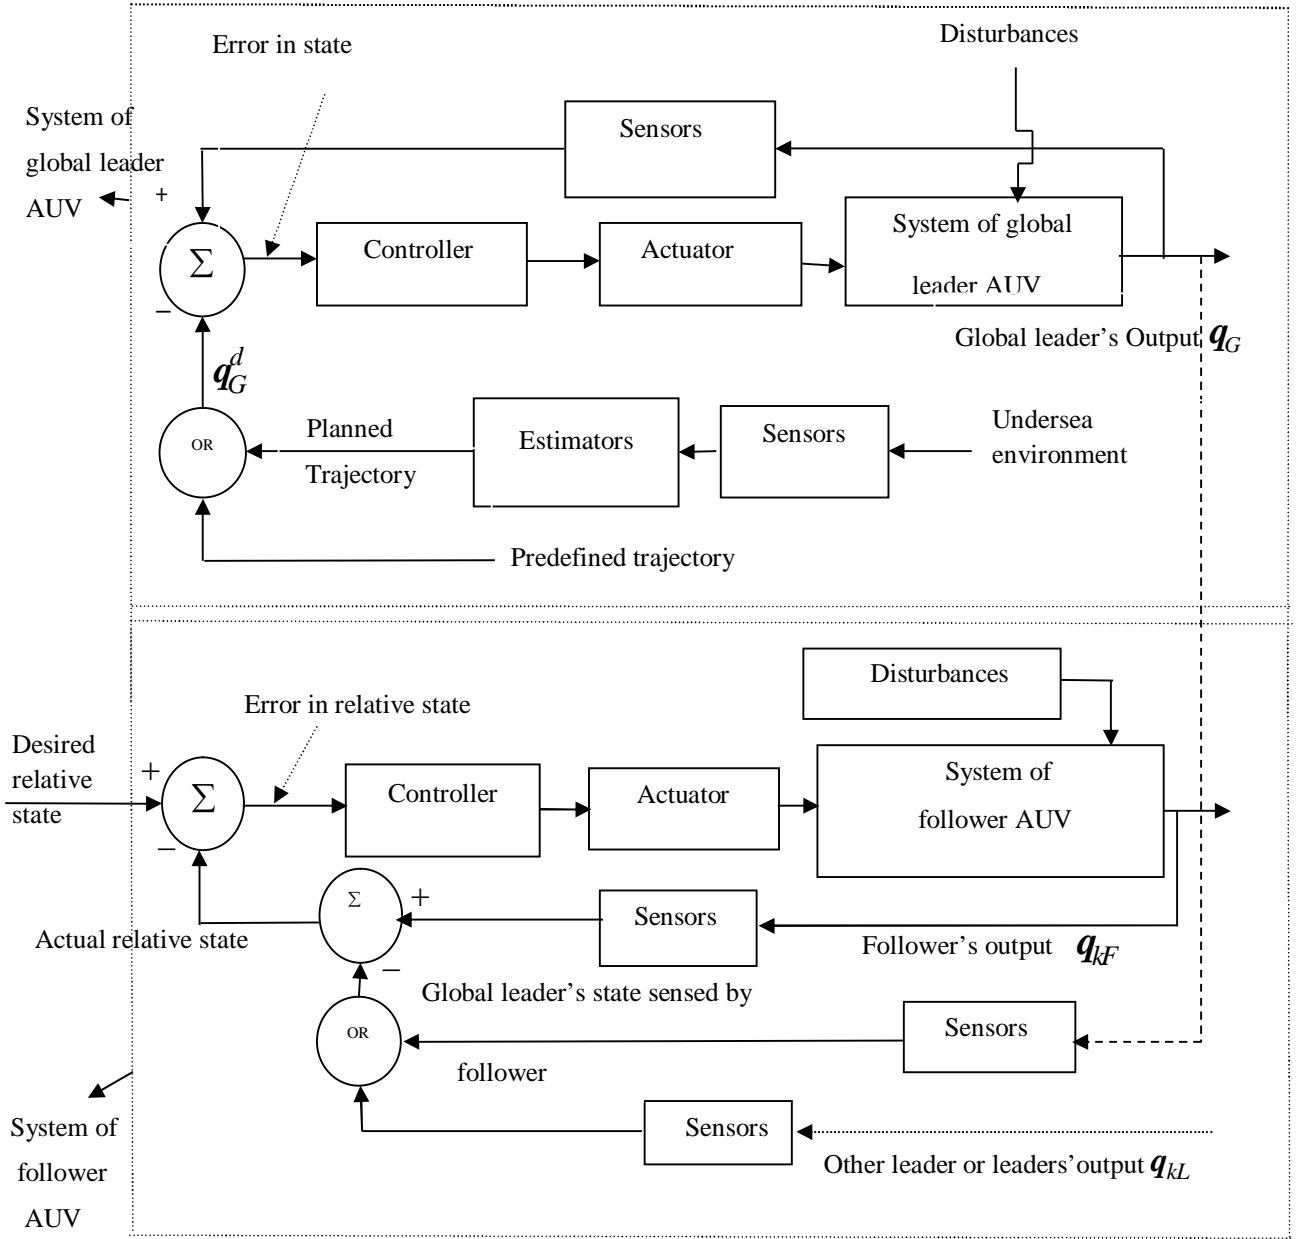 Disturbances
Error in state
System of
global leader
AUV
Sensors
+
Σ
−
Controller
Actuator
System of global
leader AUV
Global leader's Output q_G
q_G^d
OR
Planned
Trajectory
Estimators
Sensors
Undersea
environment
Predefined trajectory
Disturbances
Error in relative state
Desired
relative
state
+
Σ
−
Controller
Actuator
System of
follower AUV
Σ
+
−
Sensors
Actual relative state
Follower's output q_kF
Global leader's state sensed by
follower
OR
Sensors
Sensors
Other leader or leaders'output q_kL
System of
follower
AUV